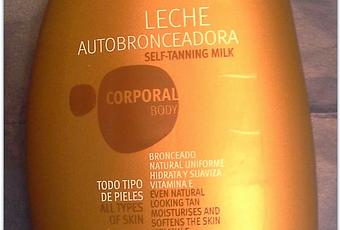 LECHE
AUTOBRONCEADORA
SELF-TANNING MILK
CORPORAL
BODY
TODO TIPO
DE PIELES
ALL TYPES
OF SKIN
BRONCEADO
NATURAL UNIFORME
HIDRATA Y SUAVIZA
VITAMINA E
EVEN NATURAL
LOOKING TAN
MOISTURISES AND
SOFTENS THE SKIN